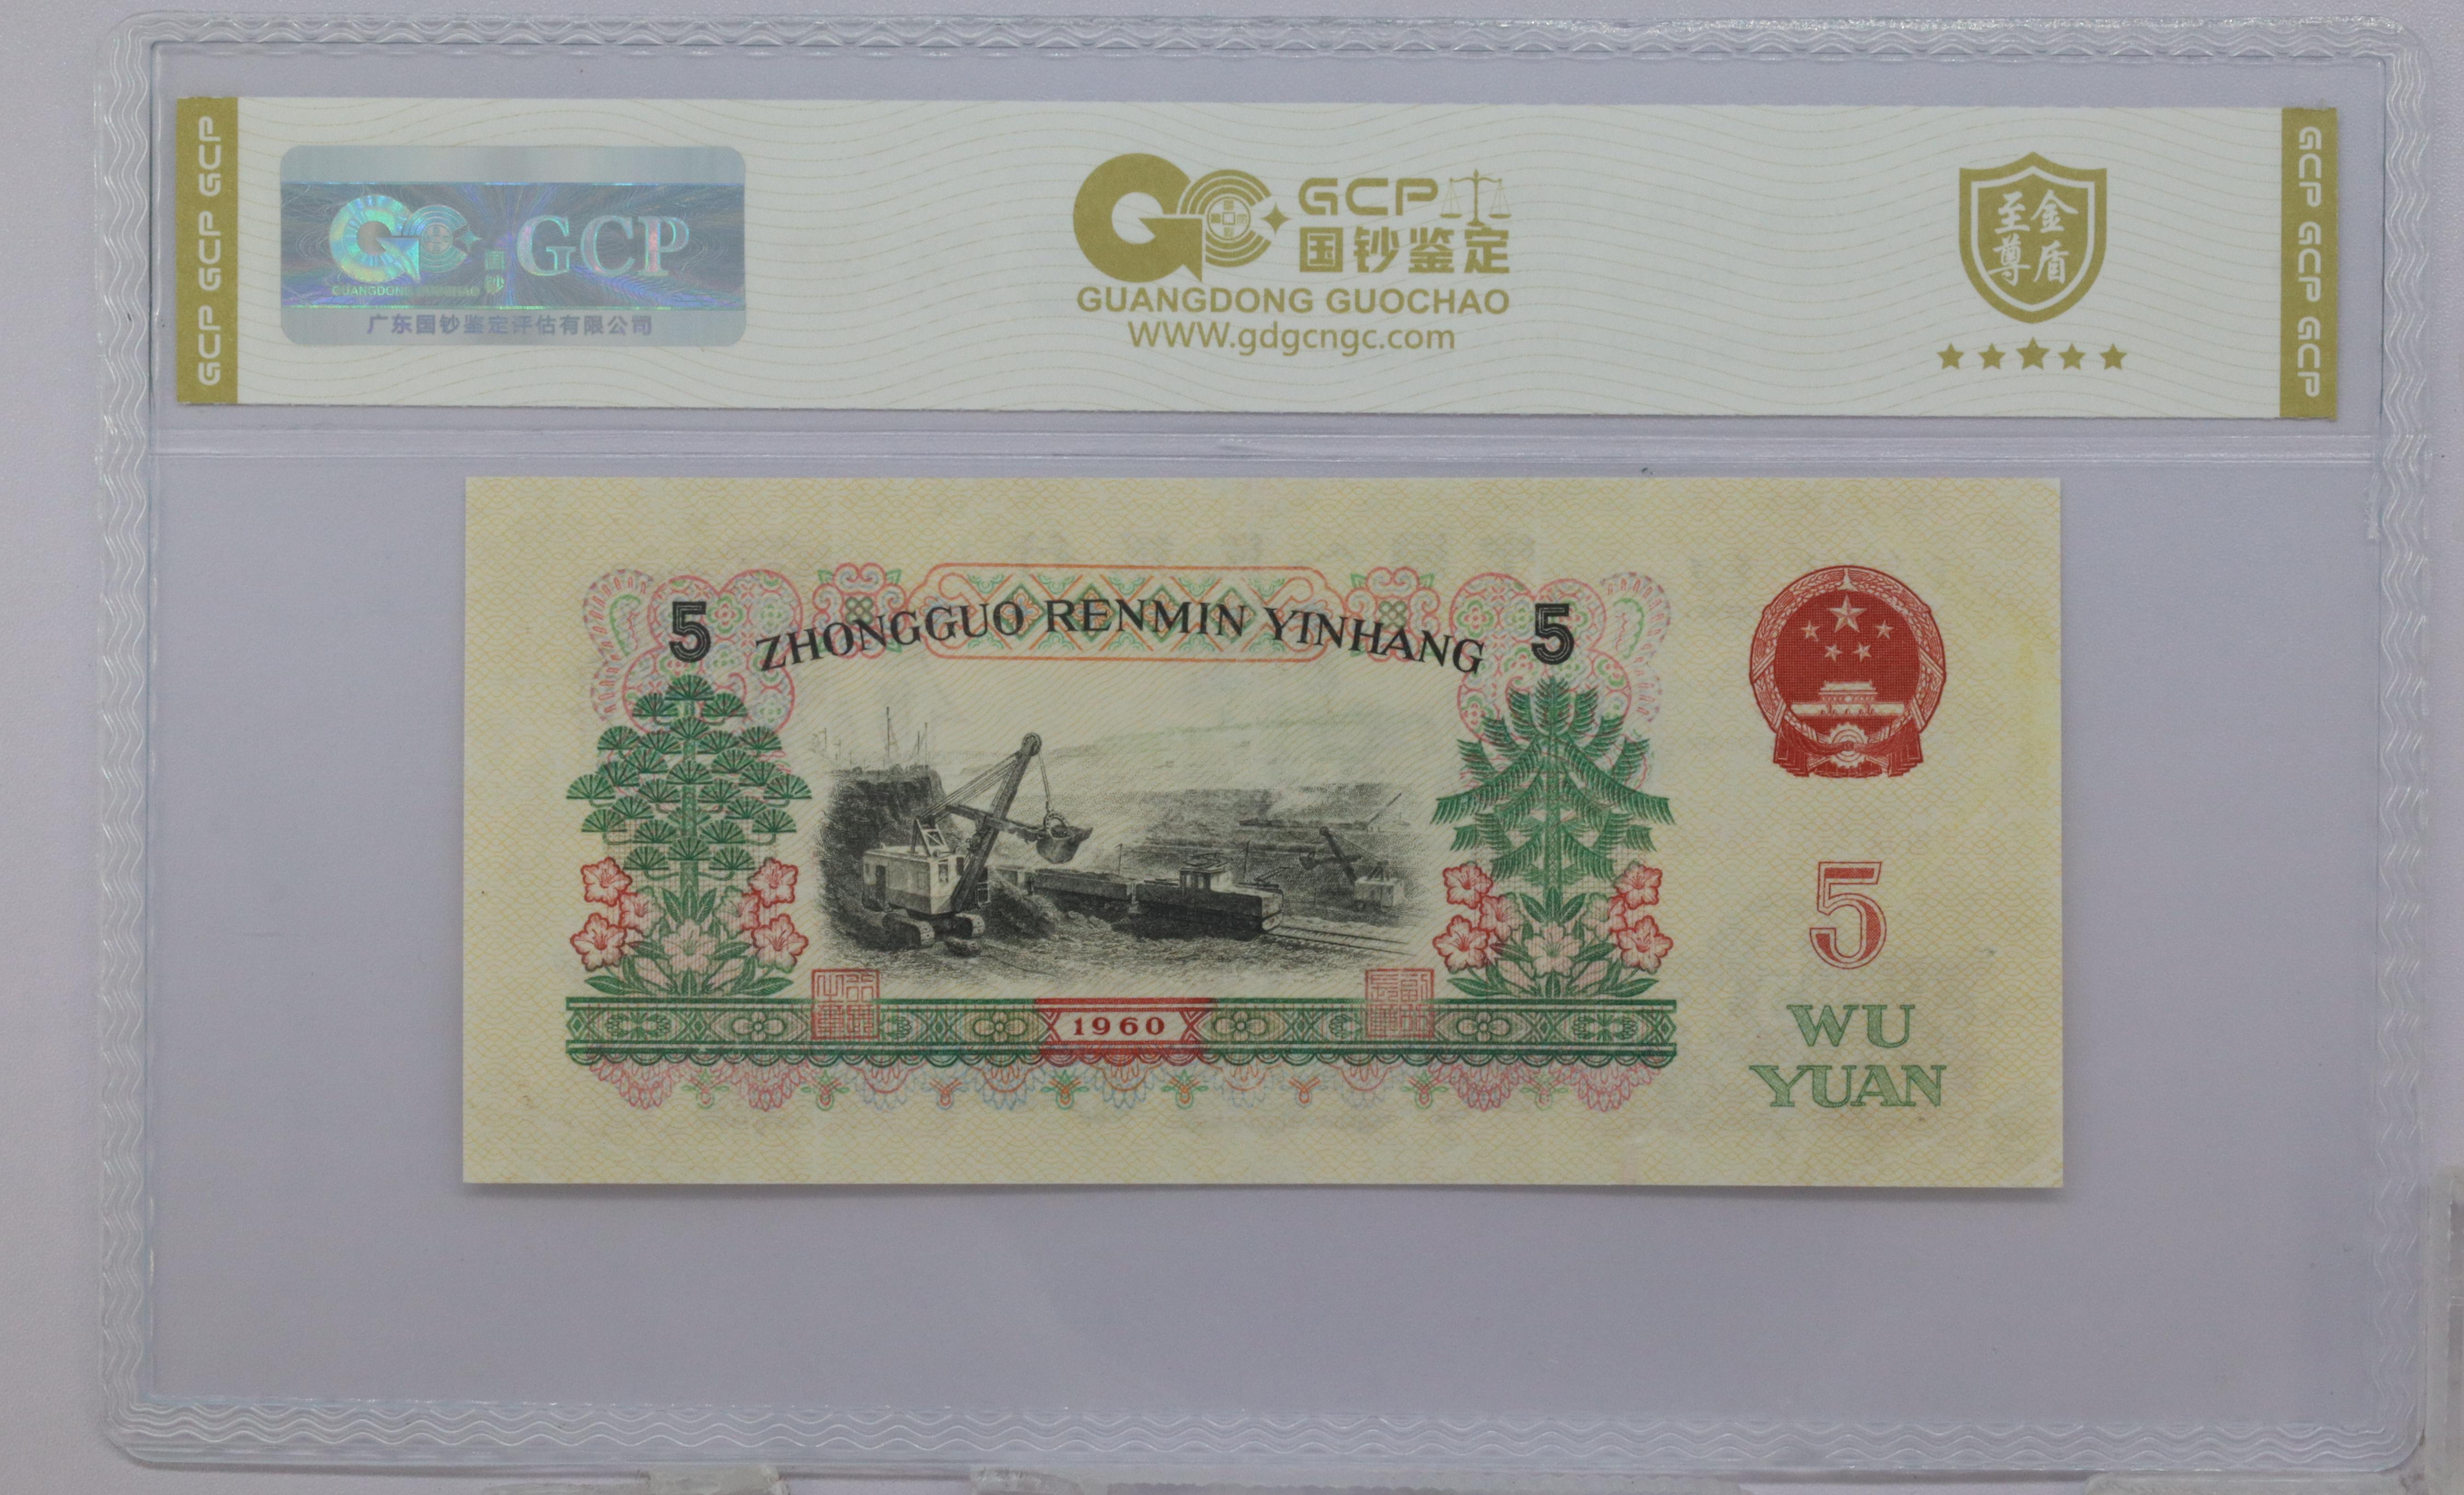 GCP GCP GCP
GCP
国钞
GUANGDONG GUOCHAO
广东国钞鉴定评估有限公司
GCP
国钞鉴定
GUANGDONG GUOCHAO
WWW.gdgcngc.com
至尊
金盾
GCP GCP GCP
5 ZHONGGUO RENMIN YINHANG 5
5
1960
WU
YUAN